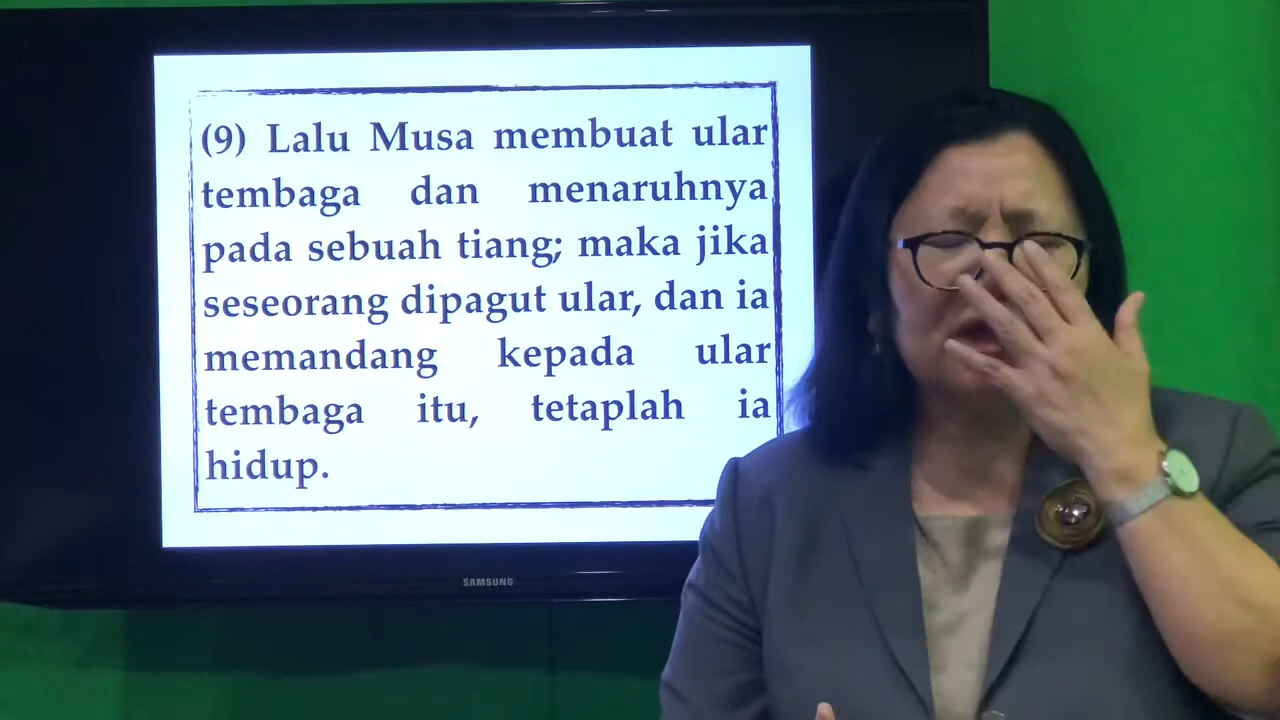 (9) Lalu Musa membuat ular
tembaga dan menaruhnya
pada sebuah tiang; maka jika
seseorang dipagut ular, dan ia
memandang kepada ular
tembaga itu, tetaplah ia
hidup.
SAMSUNG